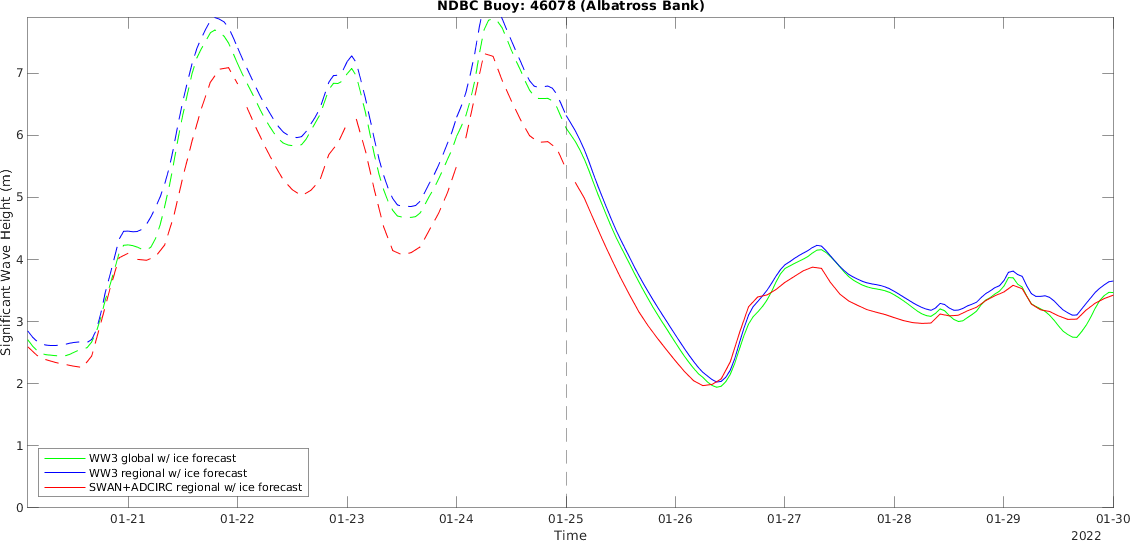 NDBC Buoy: 46078 (Albatross Bank)
Significant Wave Height (m)
7
6
5
4
3
2
1
0
WW3 global w/ ice forecast
WW3 regional w/ ice forecast
SWAN+ADCIRC regional w/ ice forecast
01-21 01-22 01-23 01-24 01-25 01-26 01-27 01-28 01-29 01-30
Time
2022